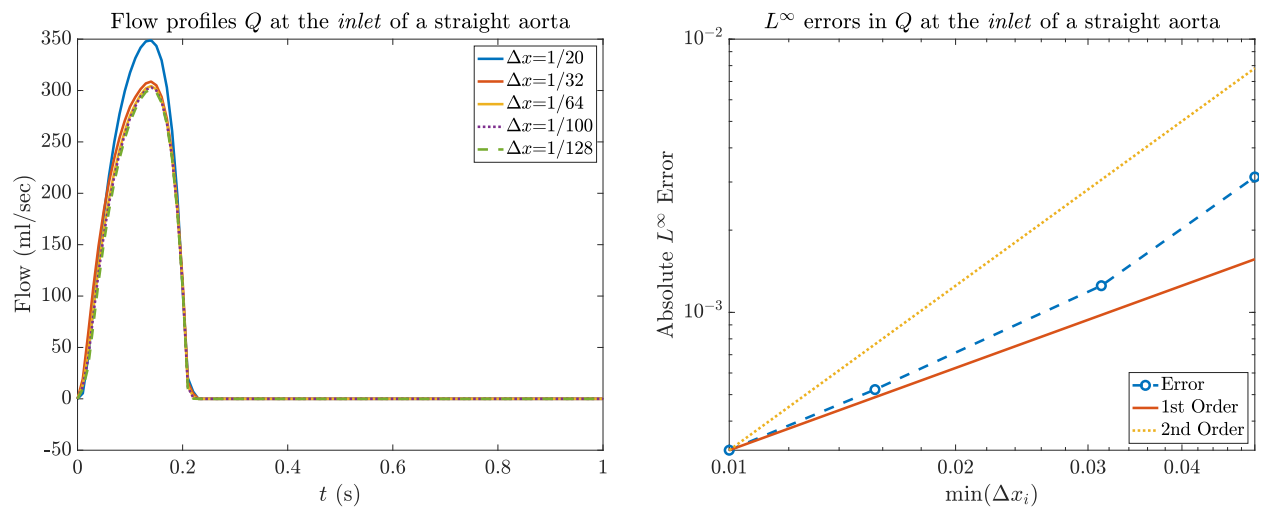 Flow profiles Q at the inlet of a straight aorta
350
300
250
200
150
100
50
0
-50
Flow (ml/sec)
0 0.2 0.4 0.6 0.8 1
t (s)
Δx=1/20
Δx=1/32
Δx=1/64
Δx=1/100
Δx=1/128
L^∞ errors in Q at the inlet of a straight aorta
10^-2
10^-3
Absolute L^∞ Error
0.01 0.02 0.03 0.04
min(Δx_i)
Error
1st Order
2nd Order